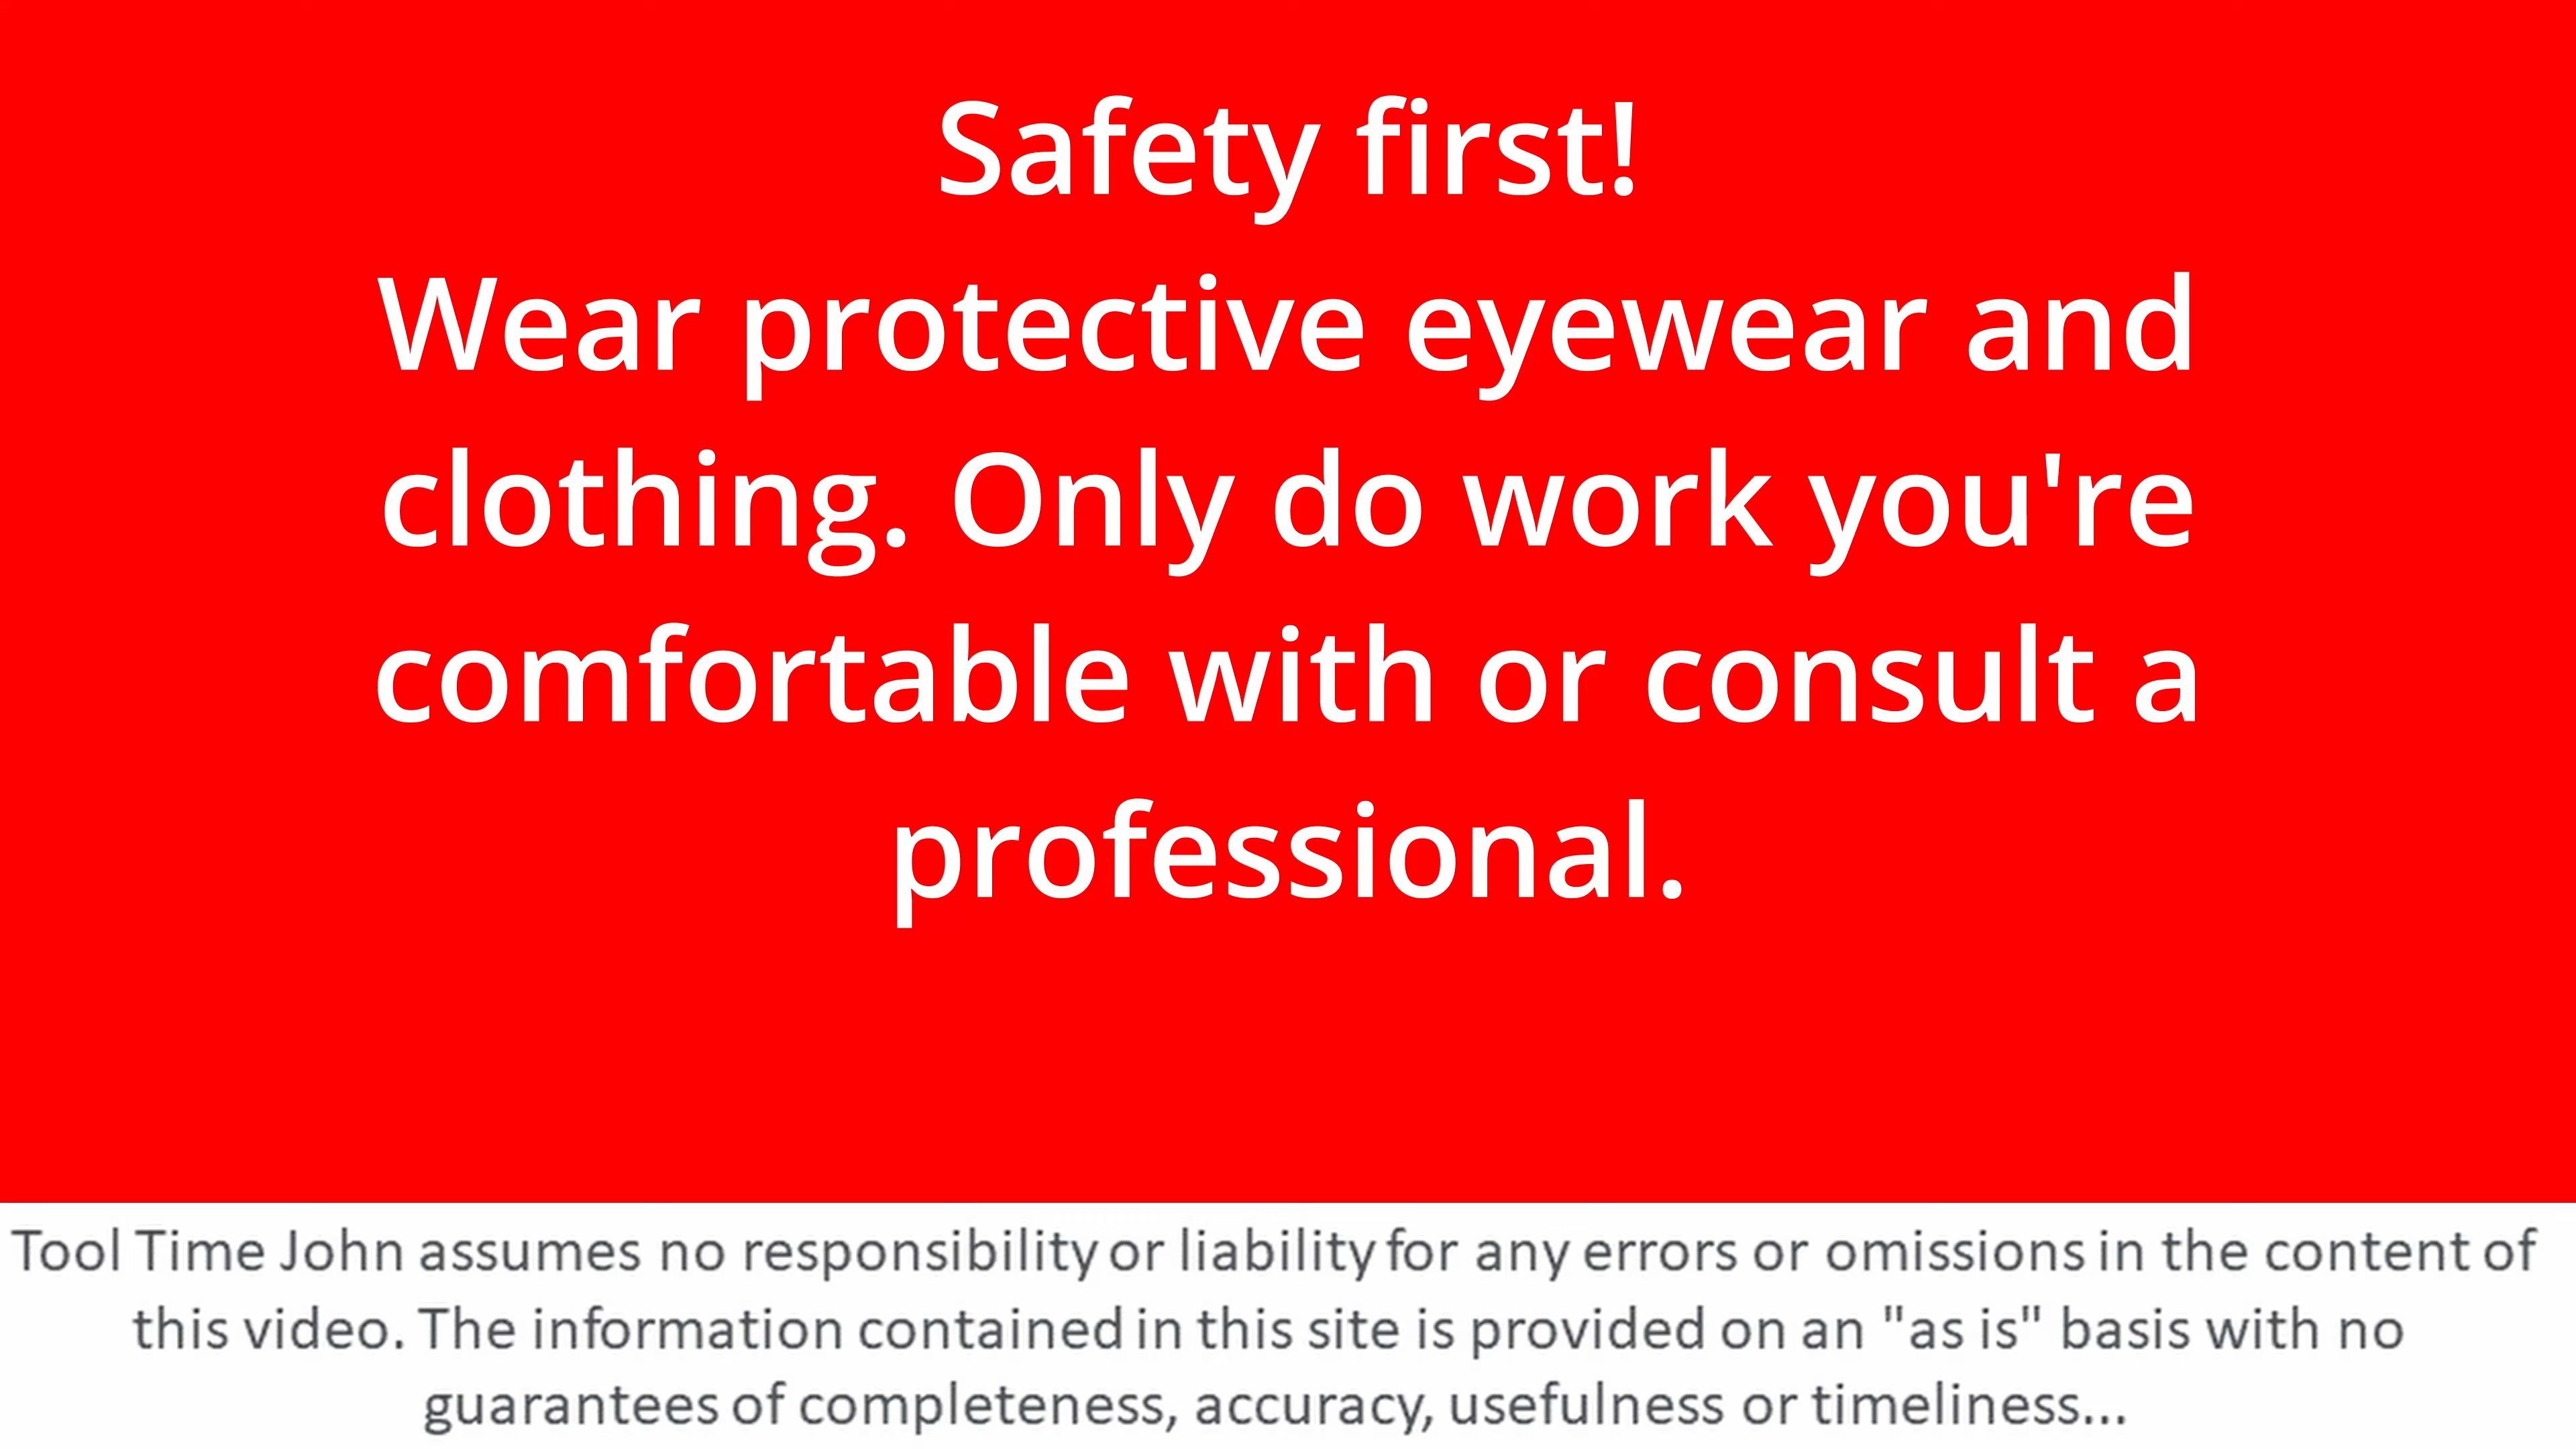 Safety first!
Wear protective eyewear and
clothing. Only do work you're
comfortable with or consult a
professional.
Tool Time John assumes no responsibility or liability for any errors or omissions in the content of
this video. The information contained in this site is provided on an "as is" basis with no
guarantees of completeness, accuracy, usefulness or timeliness...